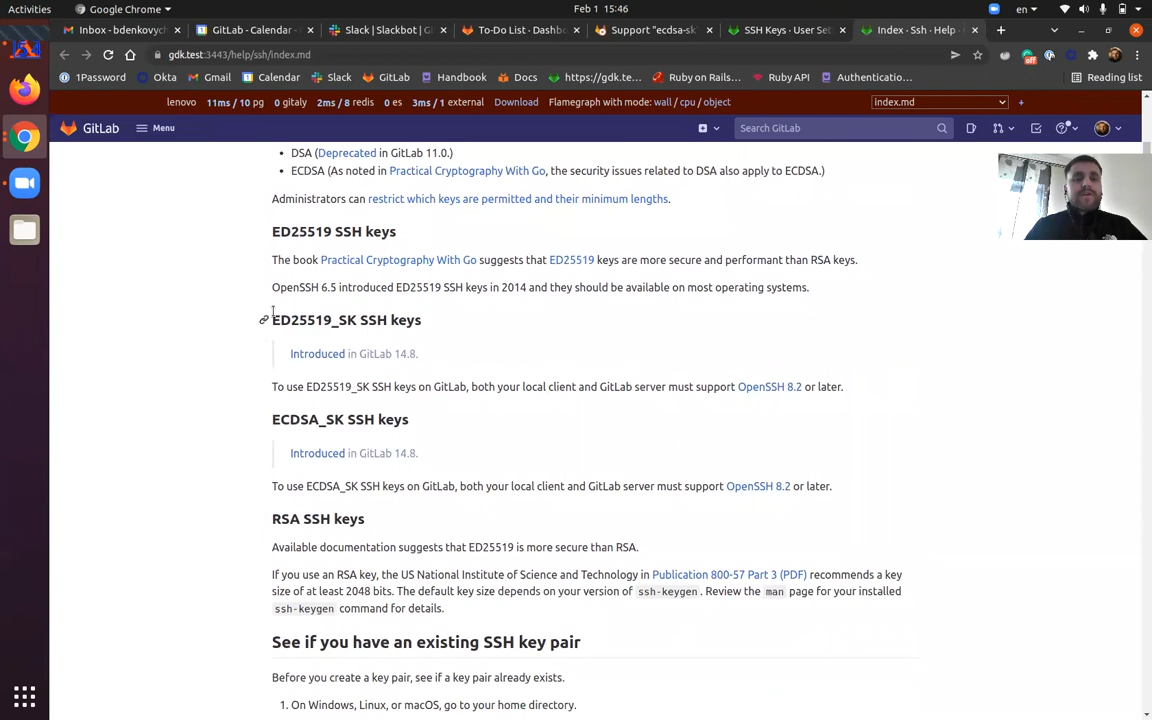 Activities Google Chrome Feb 1 15:46 en
Inbox - bdenkovych GitLab - Calendar - Slack | Slackbot | GitL To-Do List · Dashbo Support "ecdsa-sk" SSH Keys · User Set Index · Ssh · Help ·
gdk.test:3443/help/ssh/index.md
1Password Okta Gmail Calendar Slack GitLab Handbook Docs https://gdk.te... Ruby on Rails... Ruby API Authenticatio... Reading list
lenovo 11ms / 10 pg 0 gitaly 2ms / 8 redis 0 es 3ms / 1 external Download Flamegraph with mode: wall / cpu / object index.md +
GitLab Menu Search GitLab
• DSA (Deprecated in GitLab 11.0.)
• ECDSA (As noted in Practical Cryptography With Go, the security issues related to DSA also apply to ECDSA.)
Administrators can restrict which keys are permitted and their minimum lengths.
ED25519 SSH keys
The book Practical Cryptography With Go suggests that ED25519 keys are more secure and performant than RSA keys.
OpenSSH 6.5 introduced ED25519 SSH keys in 2014 and they should be available on most operating systems.
ED25519_SK SSH keys
Introduced in GitLab 14.8.
To use ED25519_SK SSH keys on GitLab, both your local client and GitLab server must support OpenSSH 8.2 or later.
ECDSA_SK SSH keys
Introduced in GitLab 14.8.
To use ECDSA_SK SSH keys on GitLab, both your local client and GitLab server must support OpenSSH 8.2 or later.
RSA SSH keys
Available documentation suggests that ED25519 is more secure than RSA.
If you use an RSA key, the US National Institute of Science and Technology in Publication 800-57 Part 3 (PDF) recommends a key
size of at least 2048 bits. The default key size depends on your version of ssh-keygen. Review the man page for your installed
ssh-keygen command for details.
See if you have an existing SSH key pair
Before you create a key pair, see if a key pair already exists.
1. On Windows, Linux, or macOS, go to your home directory.